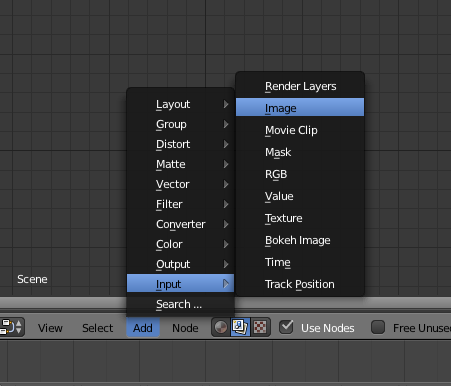 Layout
Group
Distort
Matte
Vector
Filter
Converter
Color
Output
Input
Search ...
Render Layers
Image
Movie Clip
Mask
RGB
Value
Texture
Bokeh Image
Time
Track Position
Scene
View Select Add Node Use Nodes Free Unuse